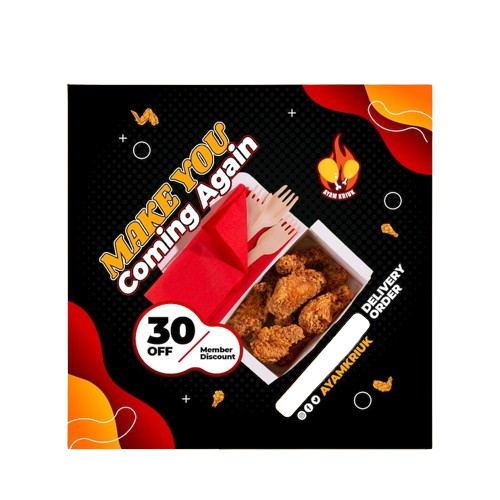 MAKE YOU
Coming Again
AYAM KRIUK
30
OFF
Member
Discount
DELIVERY
ORDER
AYAMKRIUK